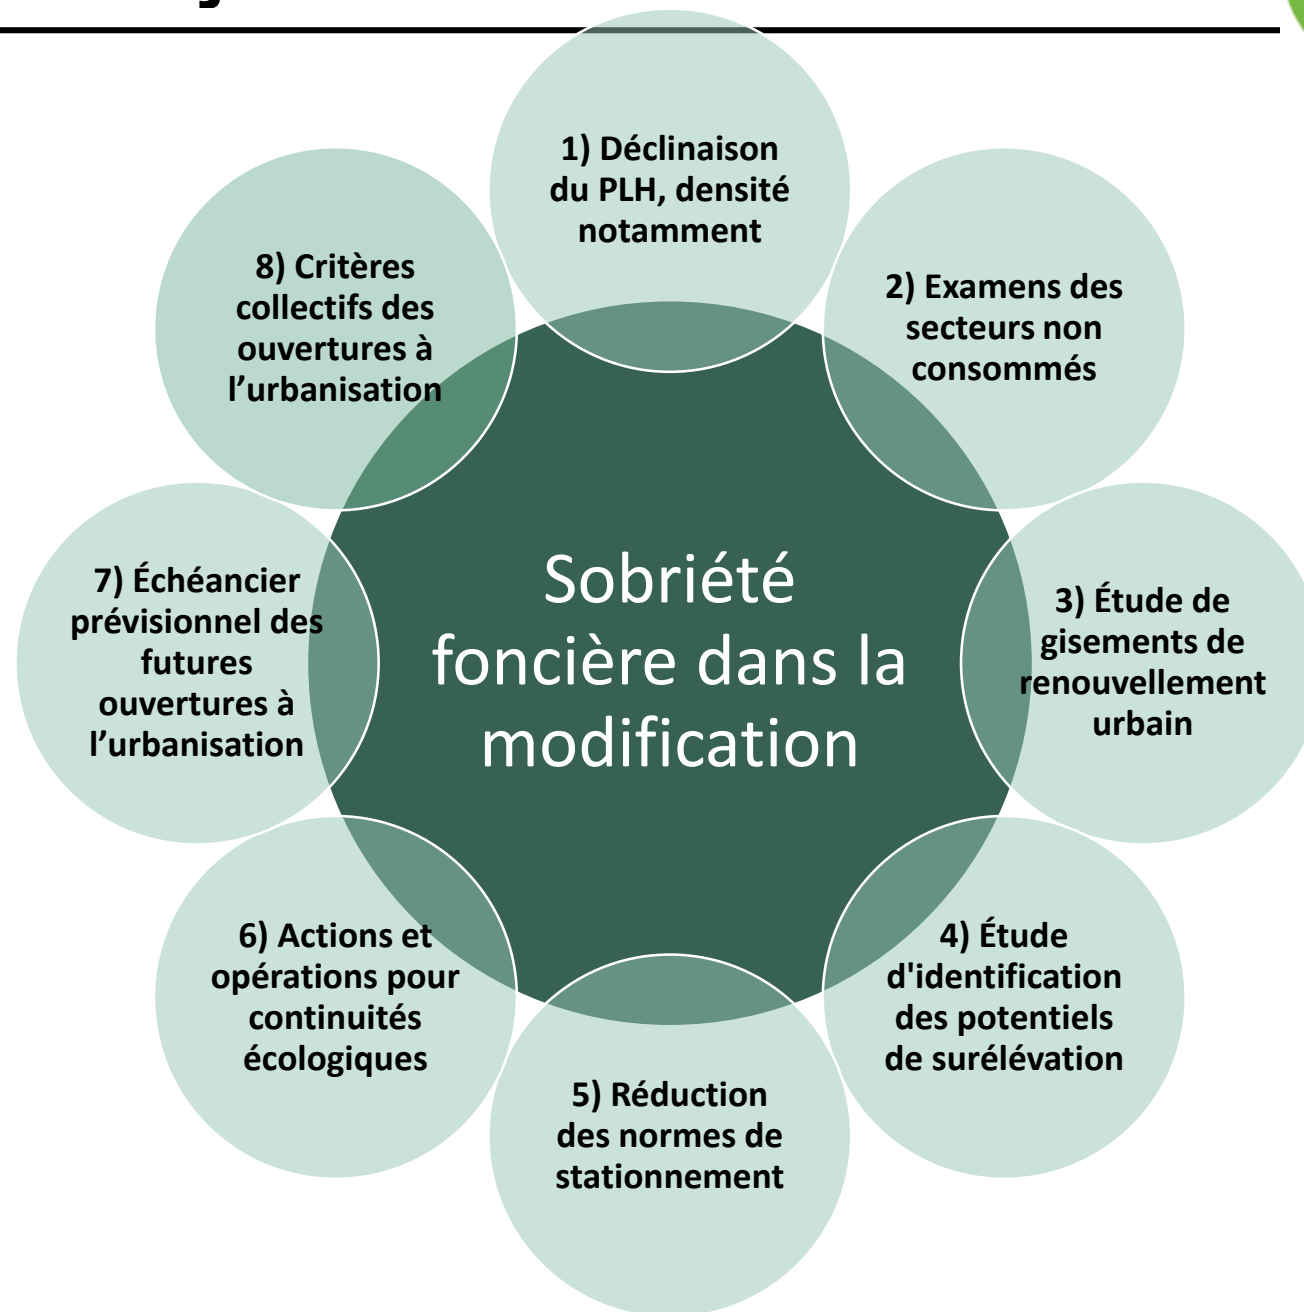 1) Déclinaison
du PLH, densité
notamment
2) Examens des
secteurs non
consommés
3) Étude de
gisements de
renouvellement
urbain
4) Étude
d'identification
des potentiels
de surélévation
5) Réduction
des normes de
stationnement
6) Actions et
opérations pour
continuités
écologiques
7) Échéancier
prévisionnel des
futures
ouvertures à
l’urbanisation
8) Critères
collectifs des
ouvertures à
l’urbanisation
Sobriété
foncière dans la
modification